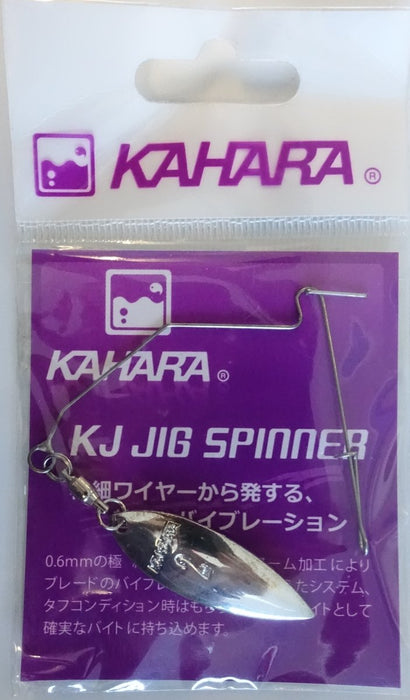 KAHARA®
KAHARA®
KJ JIG SPINNER
細ワイヤーから発する、
バイブレーション
KAHARA
0.6mmの極 ーム加工により
ブレードのバイブレ たシステム、
タフコンディション時はも イトとして
確実なバイトに持ち込めます。